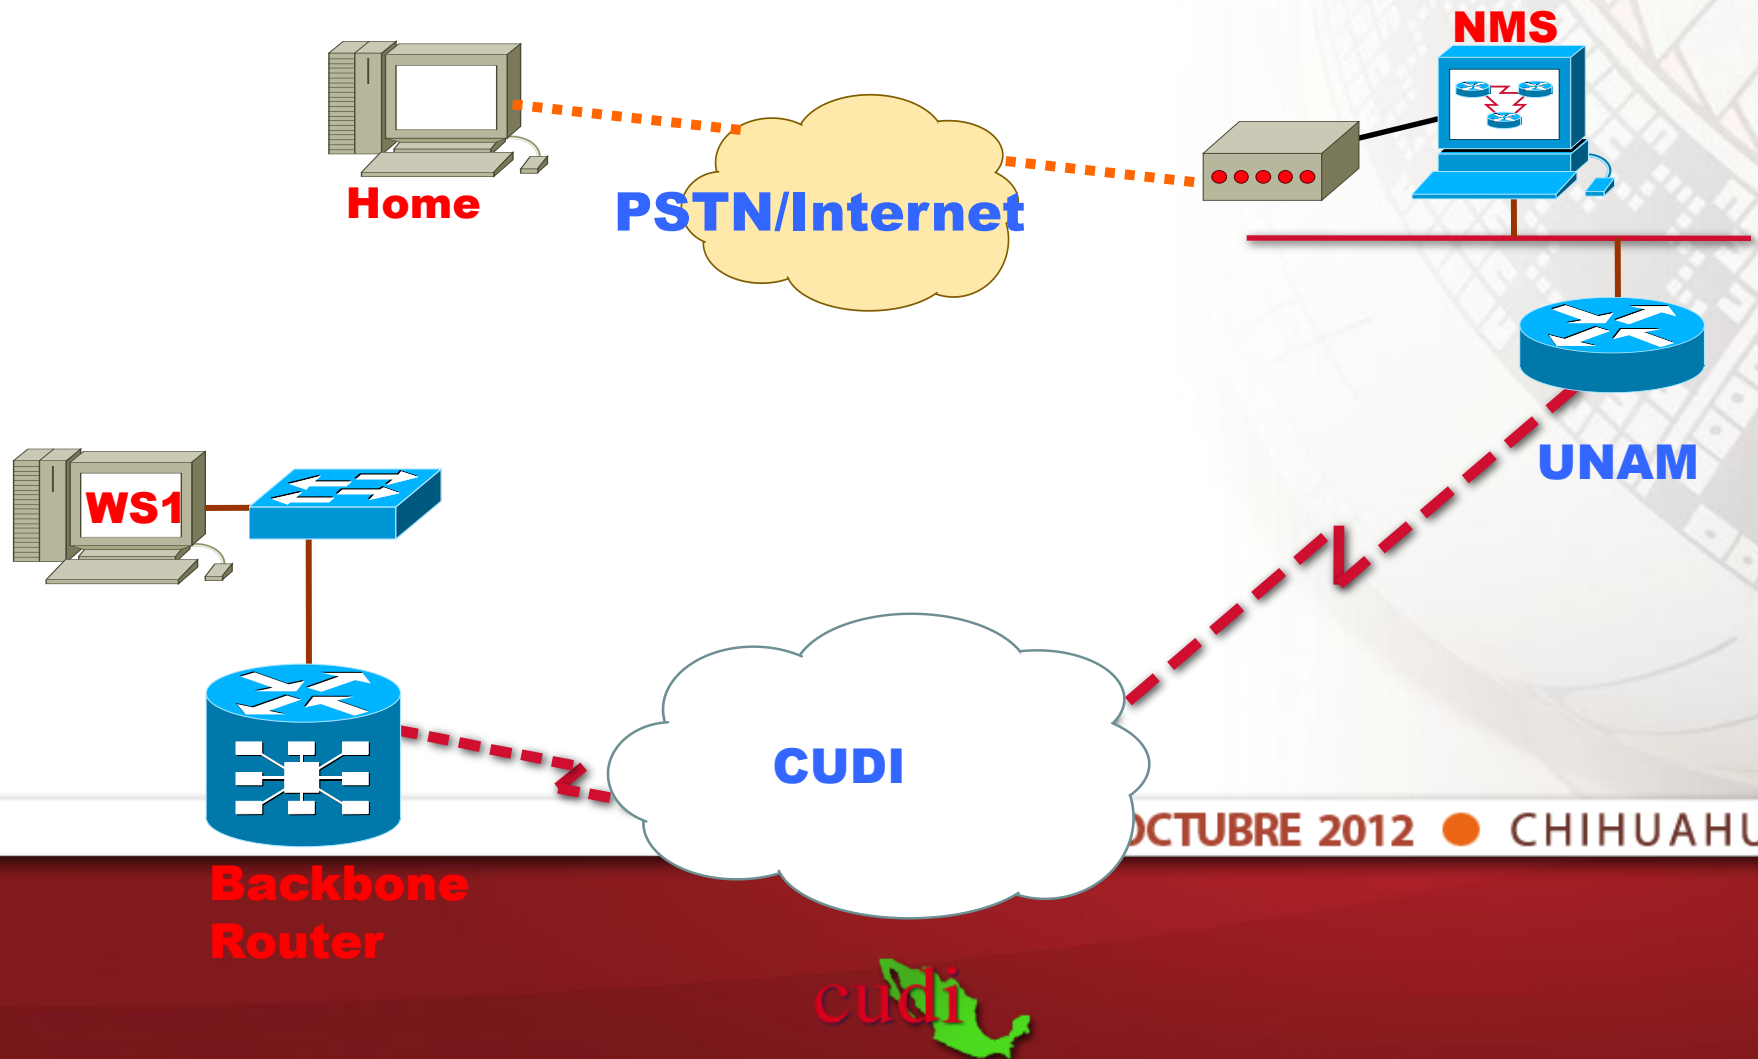 NMS
Home
PSTN/Internet
UNAM
WS1
CUDI
OCTUBRE 2012 CHIHUAHU
Backbone
Router
cudi